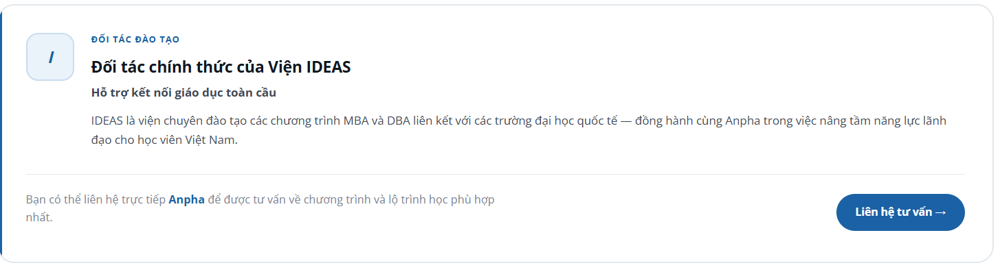 I
ĐỐI TÁC ĐÀO TẠO
Đối tác chính thức của Viện IDEAS
Hỗ trợ kết nối giáo dục toàn cầu
IDEAS là viện chuyên đào tạo các chương trình MBA và DBA liên kết với các trường đại học quốc tế — đồng hành cùng Anpha trong việc nâng tầm năng lực lãnh
đạo cho học viên Việt Nam.
Bạn có thể liên hệ trực tiếp Anpha để được tư vấn về chương trình và lộ trình học phù hợp
nhất.
Liên hệ tư vấn →